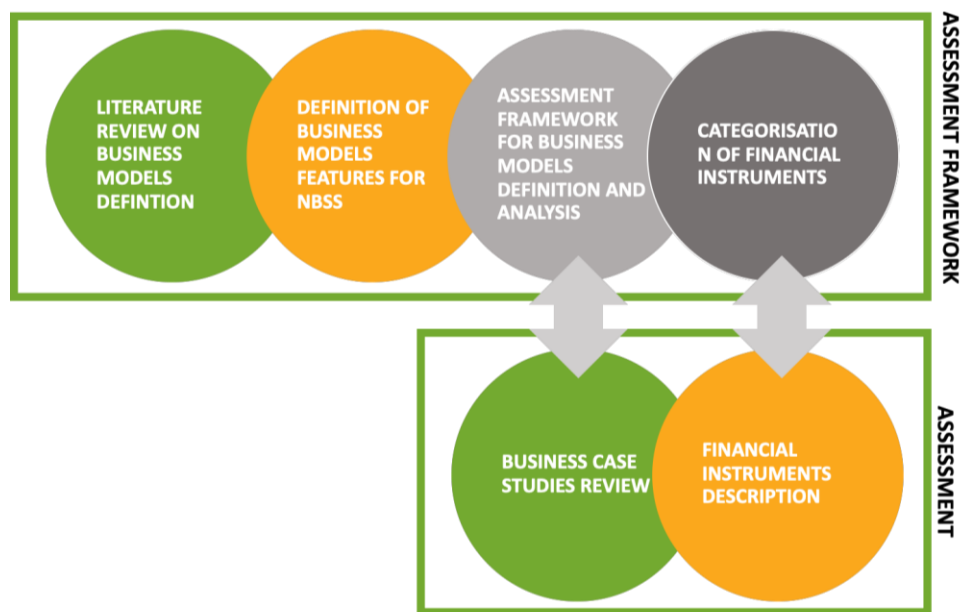 LITERATURE
REVIEW ON
BUSINESS
MODELS
DEFINTION
DEFINITION OF
BUSINESS
MODELS
FEATURES FOR
NBSS
ASSESSMENT
FRAMEWORK
FOR BUSINESS
MODELS
DEFINITION AND
ANALYSIS
CATEGORISATIO
N OF FINANCIAL
INSTRUMENTS
ASSESSMENT FRAMEWORK
BUSINESS CASE
STUDIES REVIEW
FINANCIAL
INSTRUMENTS
DESCRIPTION
ASSESSMENT